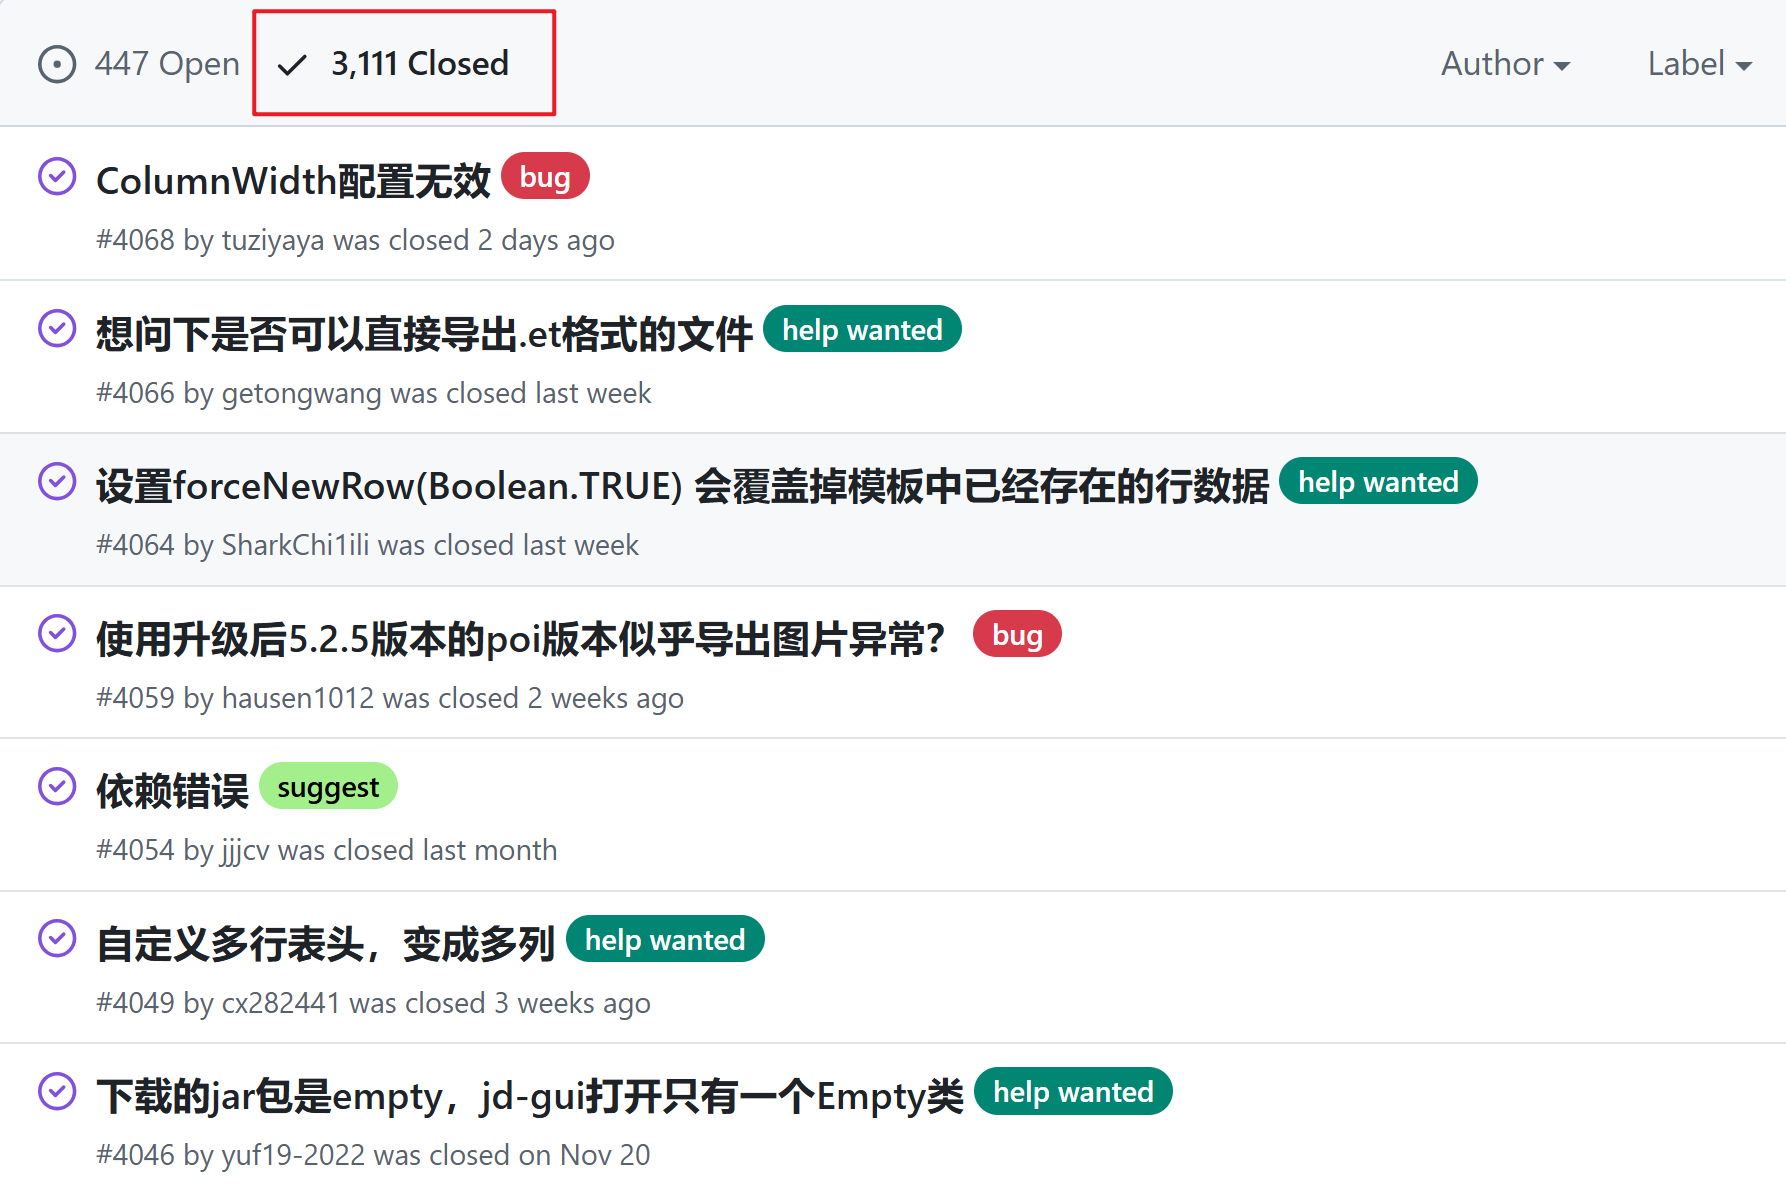 447 Open 3,111 Closed Author Label
ColumnWidth配置无效 bug
#4068 by tuziyaya was closed 2 days ago
想问下是否可以直接导出.et格式的文件 help wanted
#4066 by getongwang was closed last week
设置forceNewRow(Boolean.TRUE) 会覆盖掉模板中已经存在的行数据 help wanted
#4064 by SharkChi1ili was closed last week
使用升级后5.2.5版本的poi版本似乎导出图片异常？ bug
#4059 by hausen1012 was closed 2 weeks ago
依赖错误 suggest
#4054 by jjjcv was closed last month
自定义多行表头，变成多列 help wanted
#4049 by cx282441 was closed 3 weeks ago
下载的jar包是empty，jd-gui打开只有一个Empty类 help wanted
#4046 by yuf19-2022 was closed on Nov 20